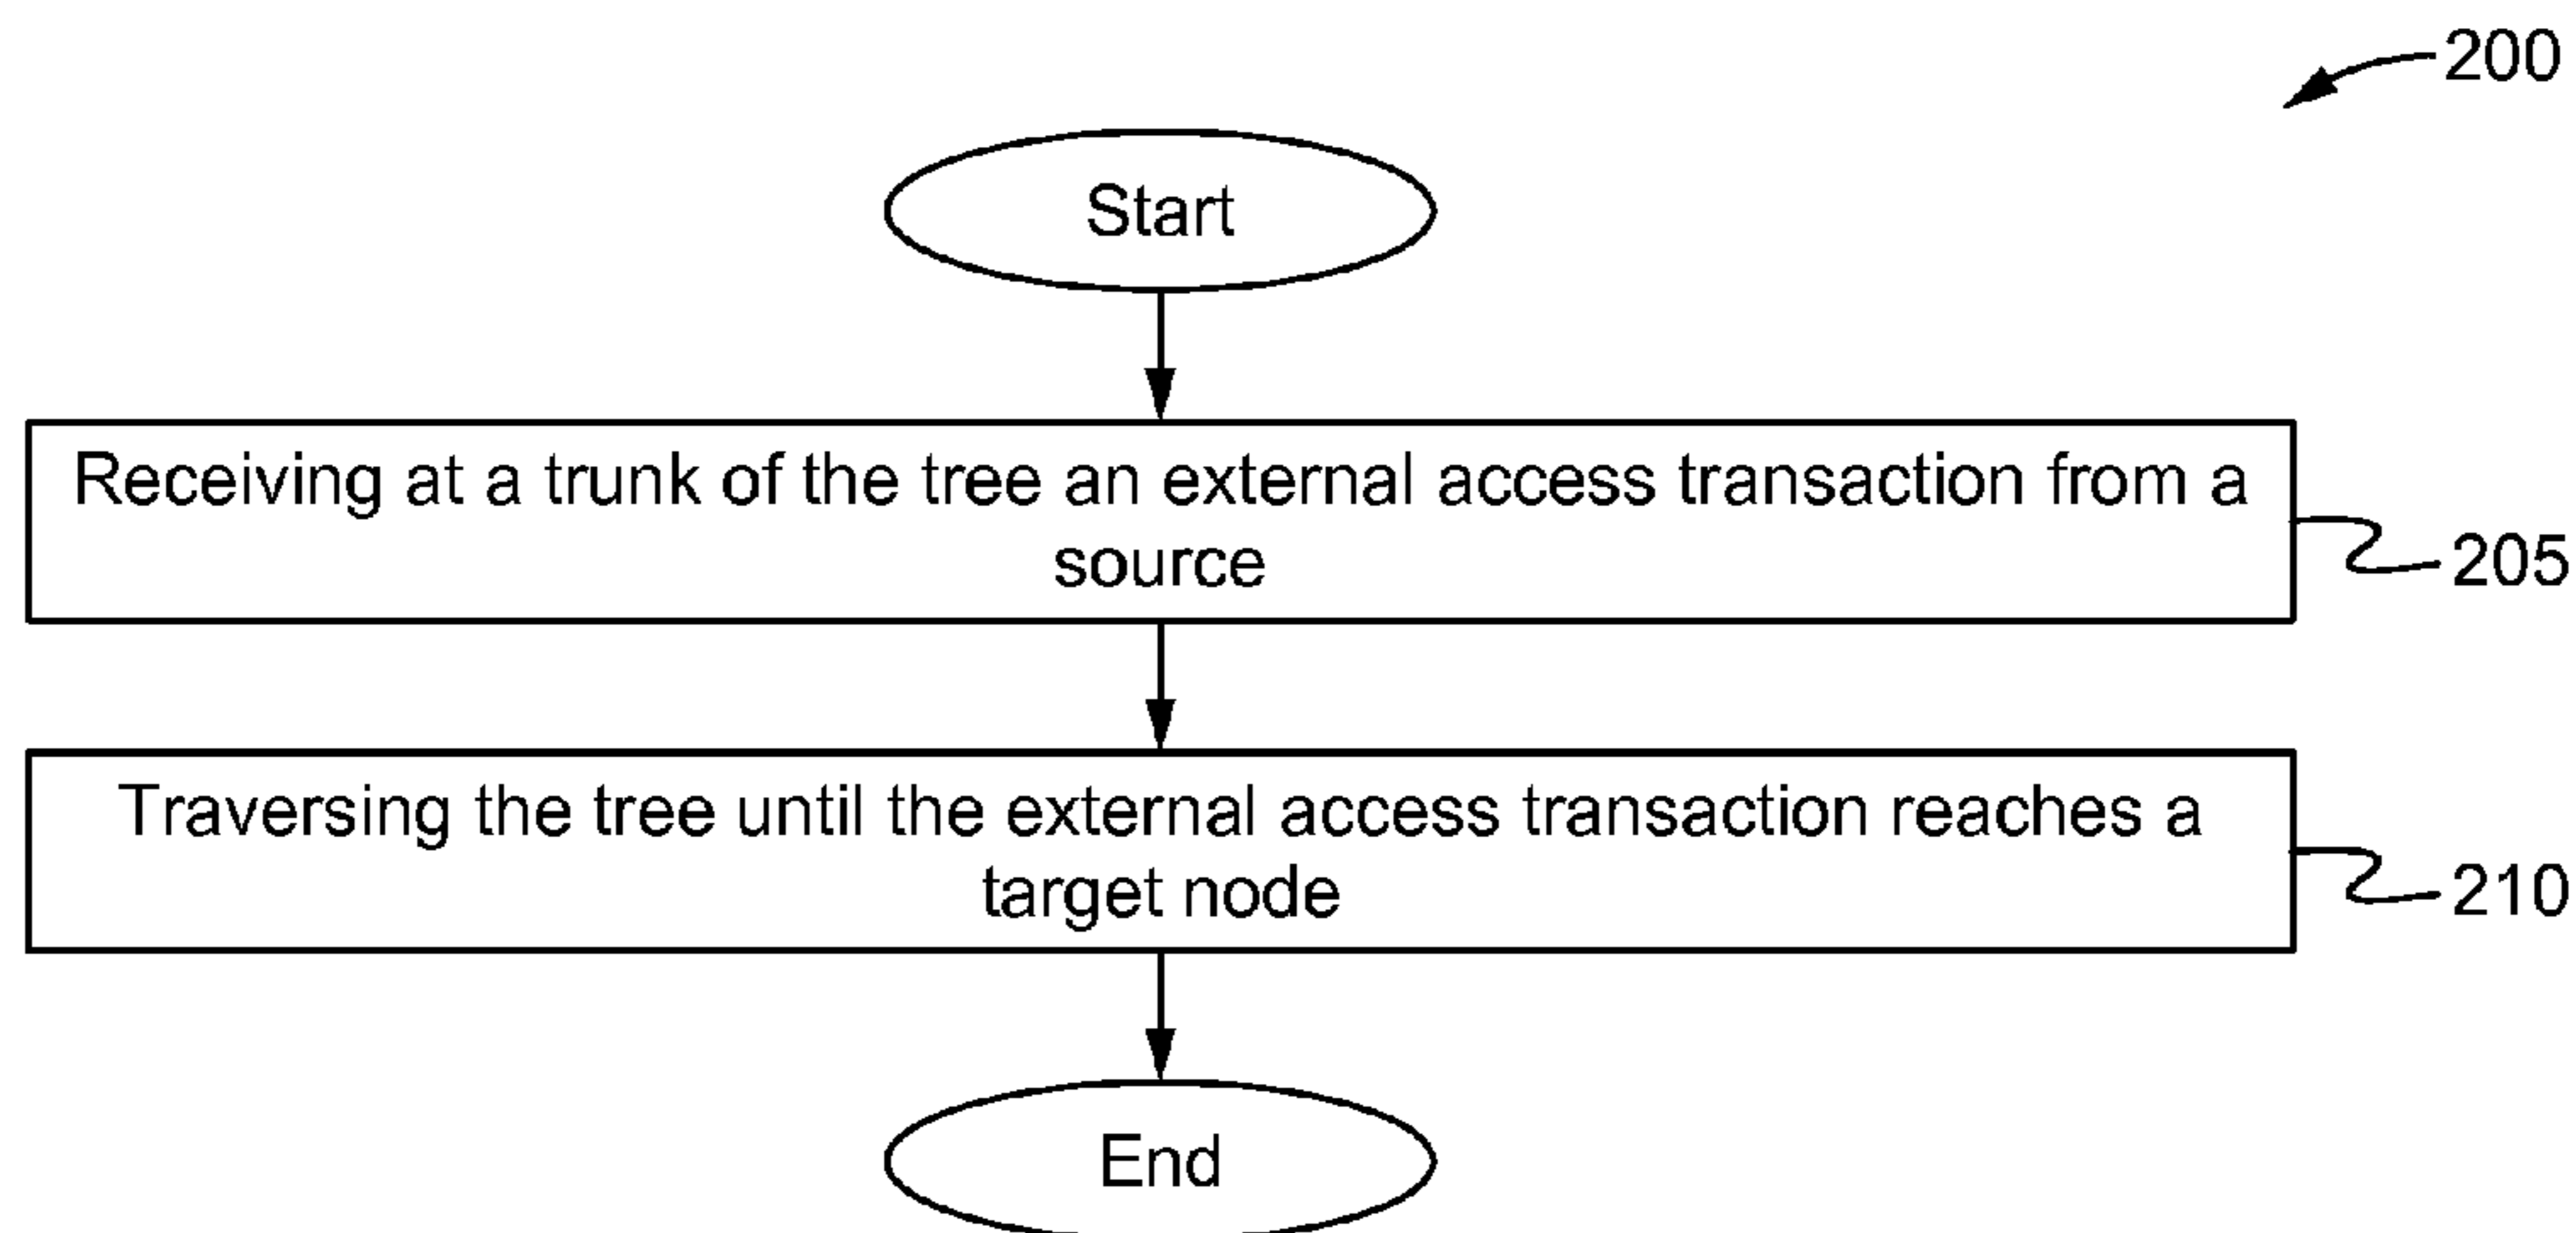 200
Start
Receiving at a trunk of the tree an external access transaction from a
source
205
Traversing the tree until the external access transaction reaches a
target node
210
End